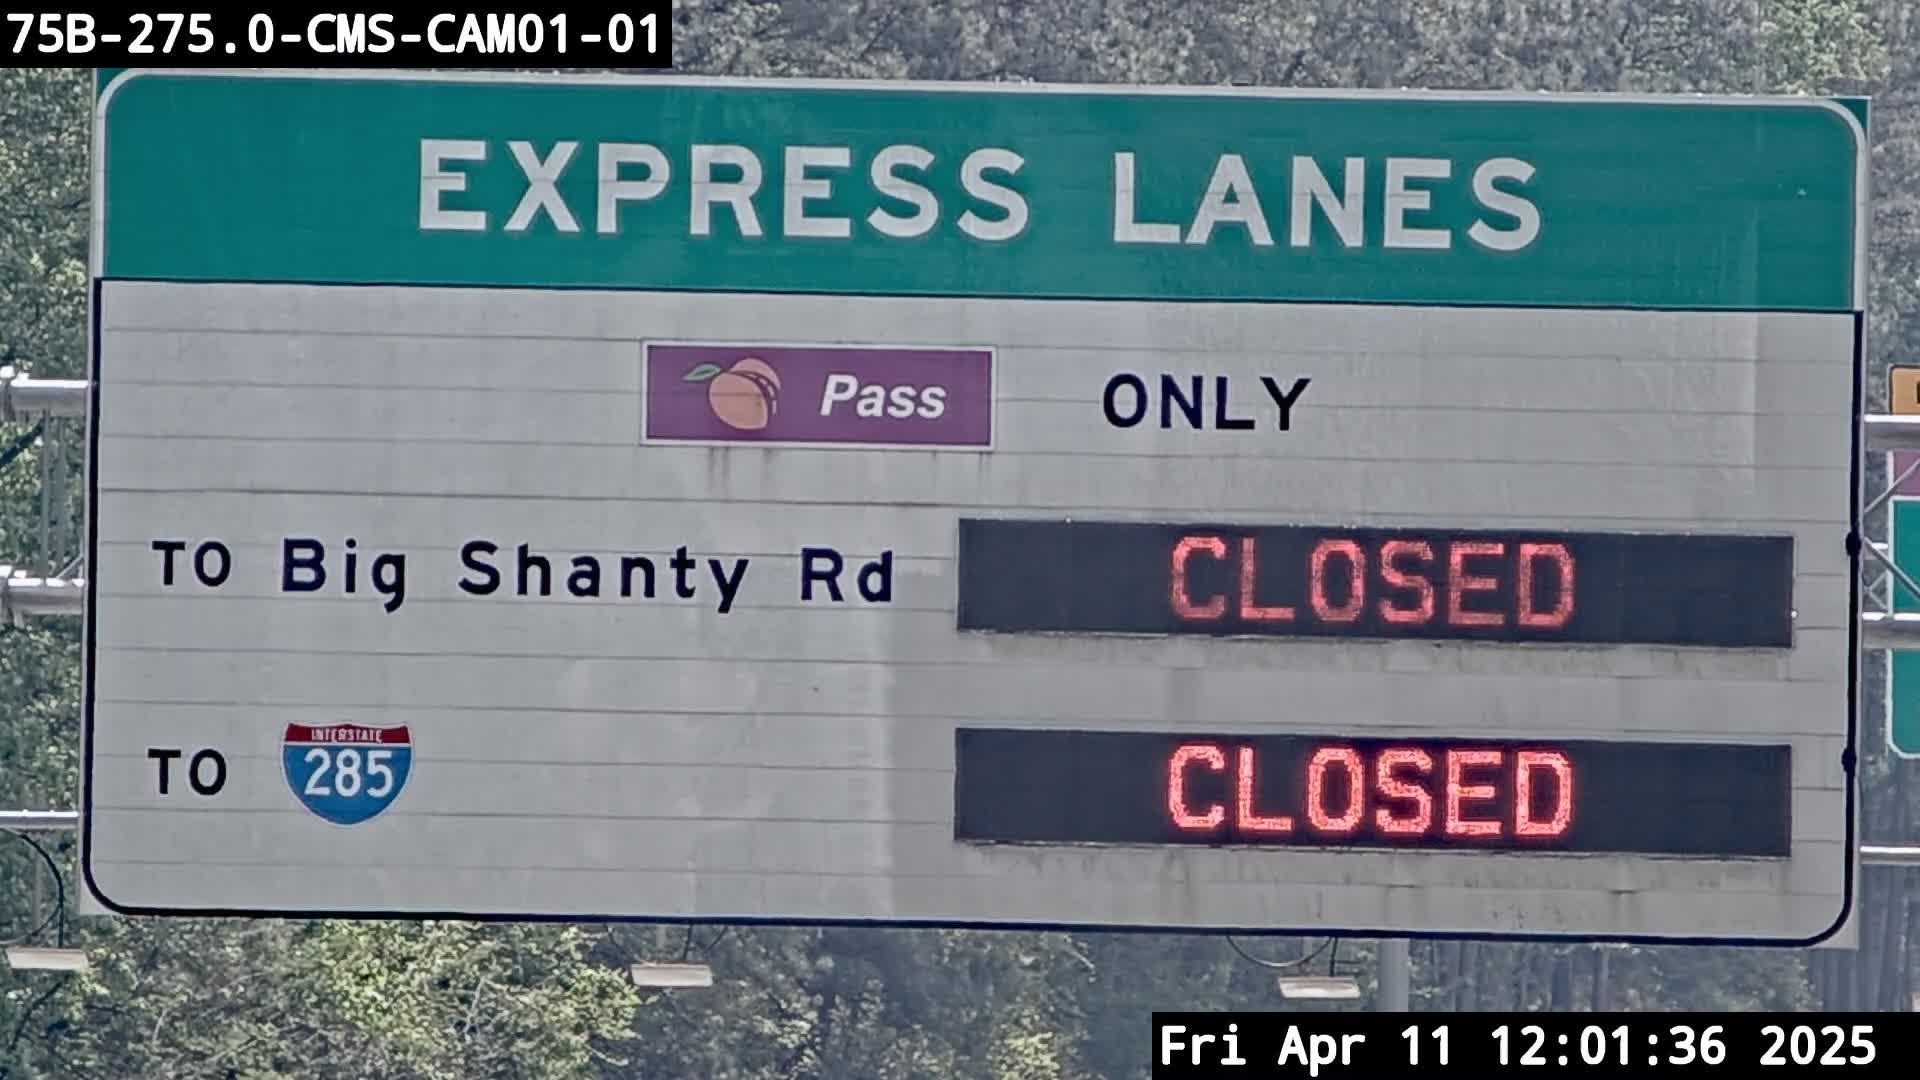 75B-275.0-CMS-CAM01-01
EXPRESS LANES
Pass ONLY
TO Big Shanty Rd CLOSED
TO INTERSTATE 285 CLOSED
Fri Apr 11 12:01:36 2025